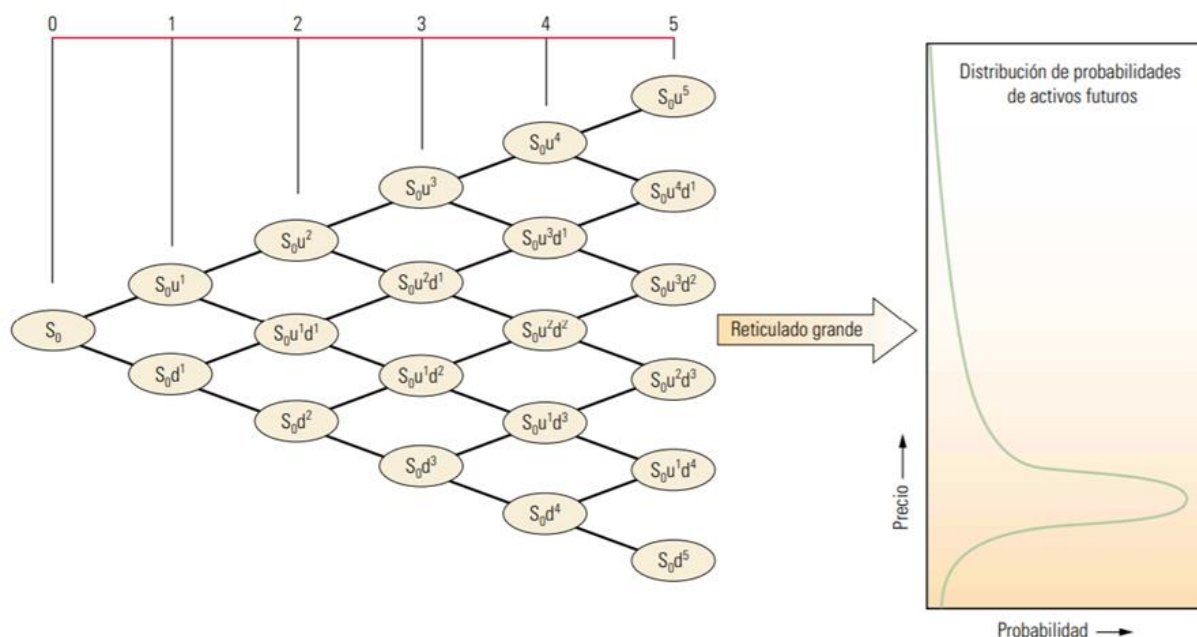 0 1 2 3 4 5
S₀u⁵
S₀u⁴
S₀u³
S₀u⁴d¹
S₀u²
S₀u³d¹
S₀u¹
S₀u²d¹
S₀u³d²
S₀
S₀u¹d¹
S₀u²d²
S₀d¹
S₀u¹d²
S₀u²d³
S₀d²
S₀u¹d³
S₀d³
S₀u¹d⁴
S₀d⁴
S₀d⁵
Reticulado grande
Distribución de probabilidades
de activos futuros
Precio
Probabilidad